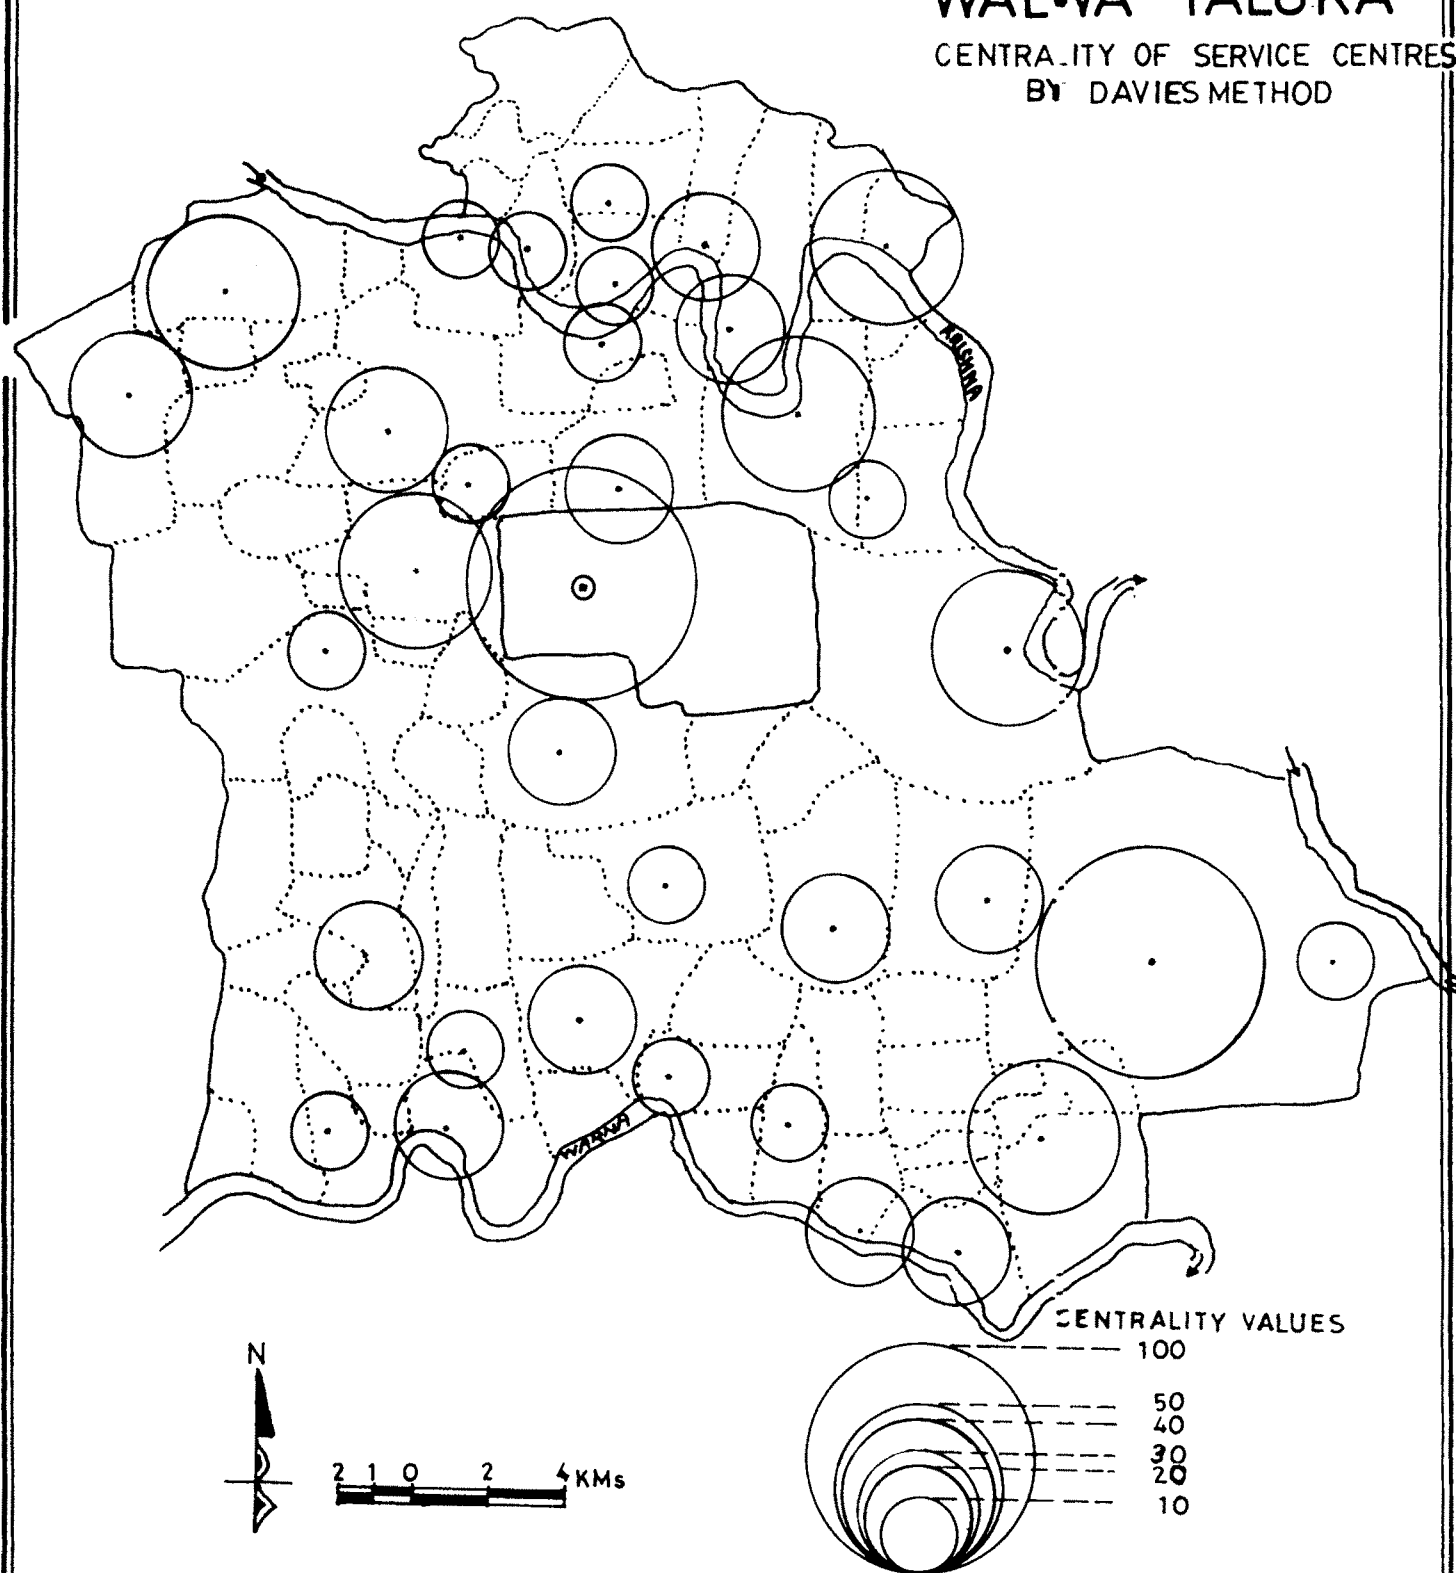 WALWA TALUKA
CENTRALITY OF SERVICE CENTRES
BY DAVIES METHOD
KRISHNA
WARNA
CENTRALITY VALUES
100
50
40
30
20
10
N
2 1 0 2 4 KMs